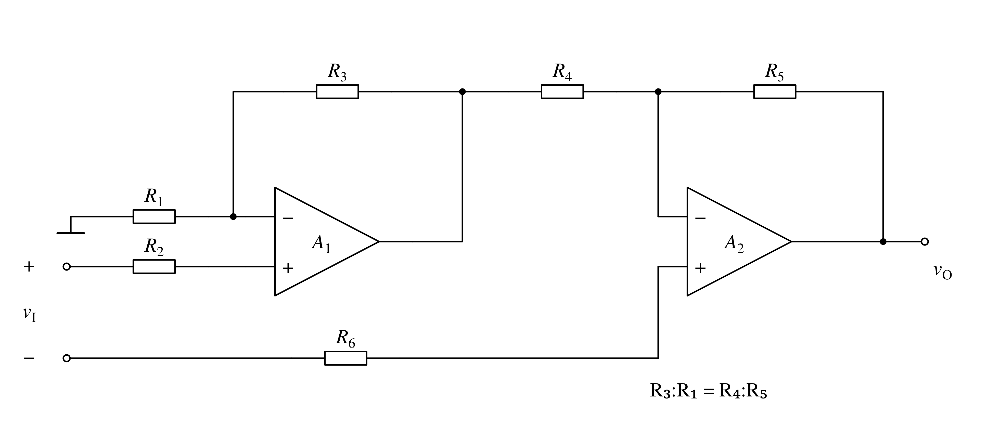 R3
R4
R5
R1
−
−
A1
A2
R2
+
+
+
vO
vI
R6
−
R3:R1 = R4:R5